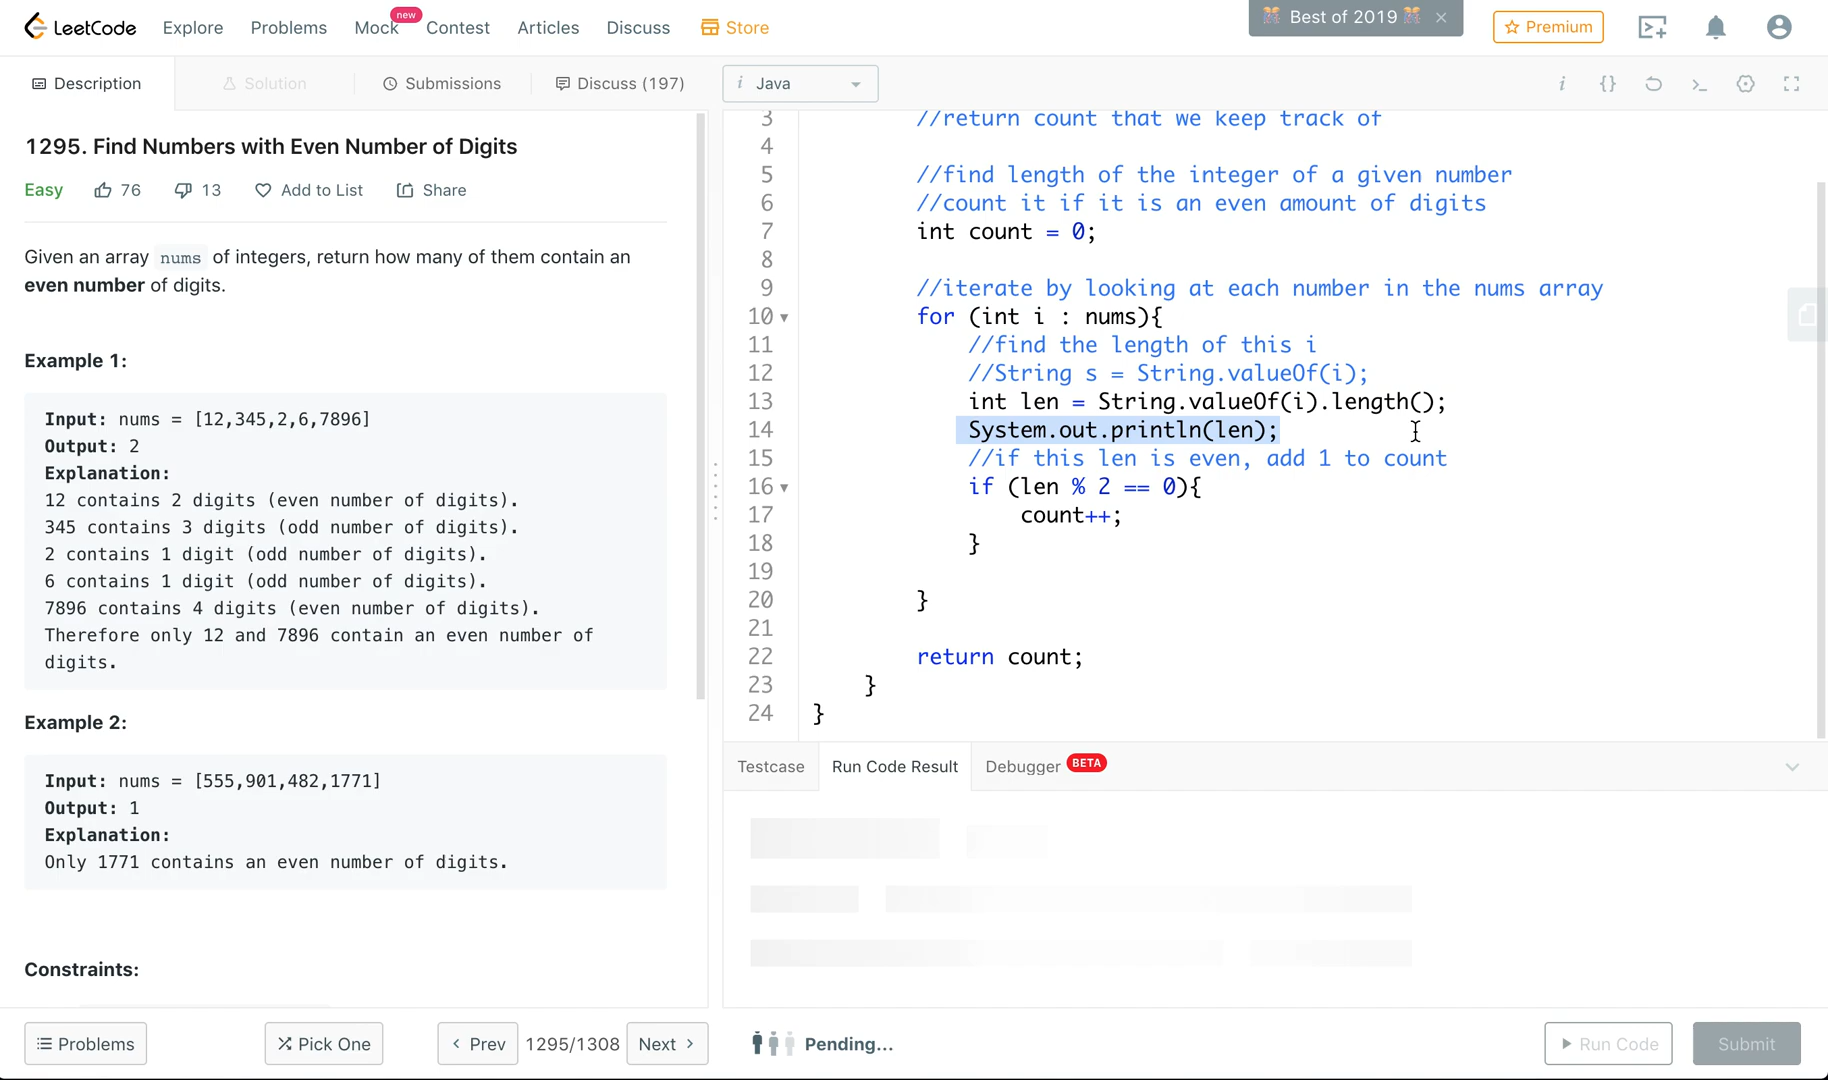 LeetCode
Explore
Problems
Mock
new
Contest
Articles
Discuss
Store
Best of 2019
Premium
Description
Solution
Submissions
Discuss (197)
i Java
1295. Find Numbers with Even Number of Digits
Easy
76
13
Add to List
Share
Given an array nums of integers, return how many of them contain an
even number of digits.
Example 1:
Input: nums = [12,345,2,6,7896]
Output: 2
Explanation:
12 contains 2 digits (even number of digits).
345 contains 3 digits (odd number of digits).
2 contains 1 digit (odd number of digits).
6 contains 1 digit (odd number of digits).
7896 contains 4 digits (even number of digits).
Therefore only 12 and 7896 contain an even number of
digits.
Example 2:
Input: nums = [555,901,482,1771]
Output: 1
Explanation:
Only 1771 contains an even number of digits.
Constraints:
3 //return count that we keep track of
4
5 //find length of the integer of a given number
6 //count it if it is an even amount of digits
7 int count = 0;
8
9 //iterate by looking at each number in the nums array
10 for (int i : nums){
11 //find the length of this i
12 //String s = String.valueOf(i);
13 int len = String.valueOf(i).length();
14 System.out.println(len);
15 //if this len is even, add 1 to count
16 if (len % 2 == 0){
17 count++;
18 }
19
20 }
21
22 return count;
23 }
24 }
Testcase
Run Code Result
Debugger
BETA
Problems
Pick One
Prev
1295/1308
Next
Pending...
Run Code
Submit